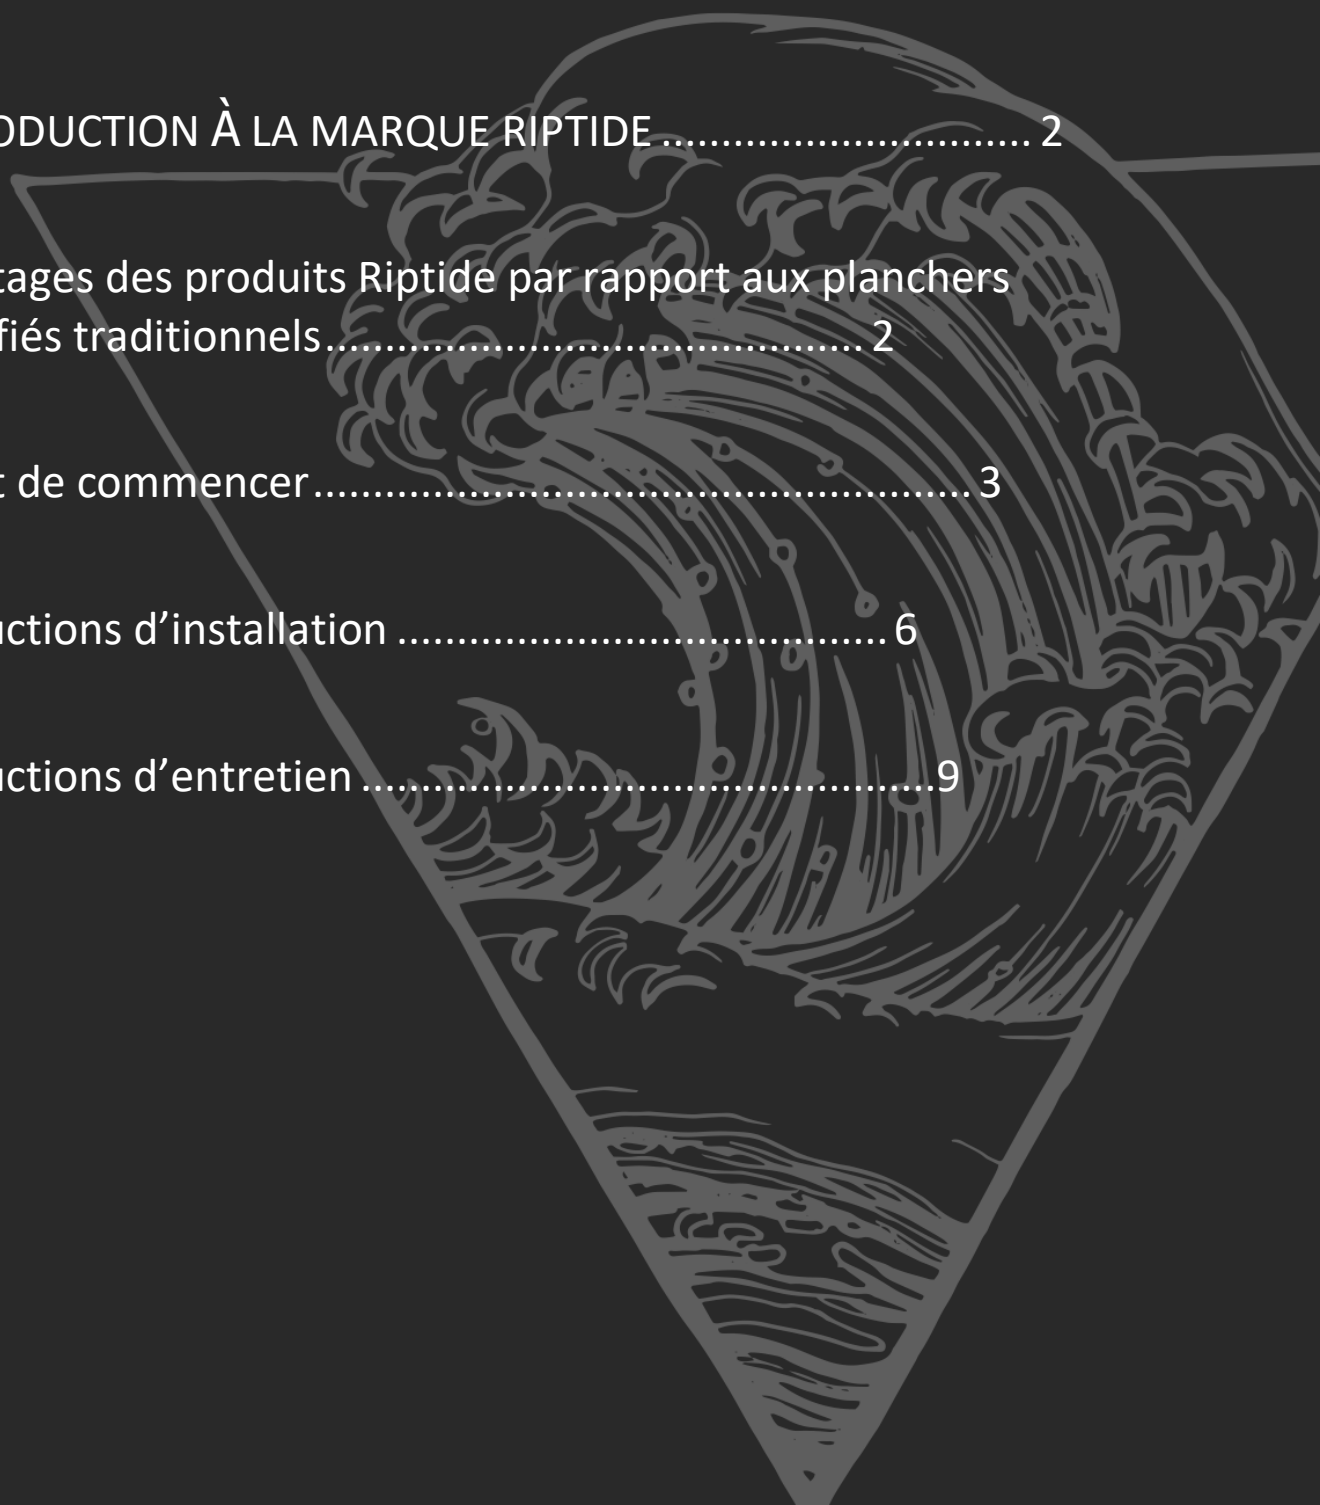 ODUCTION À LA MARQUE RIPTIDE ............................... 2
tages des produits Riptide par rapport aux planchers
fiés traditionnels............................................. 2
t de commencer....................................................... 3
uctions d’installation ......................................... 6
uctions d’entretien ................................................9